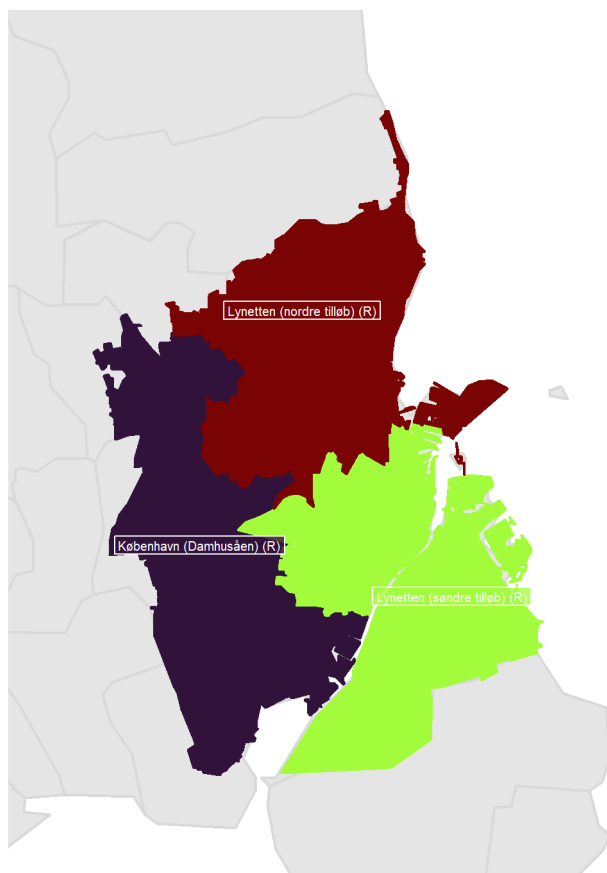 Lynetten (nordre tilløb) (R)
København (Damhusåen) (R)
Lynetten (søndre tilløb) (R)